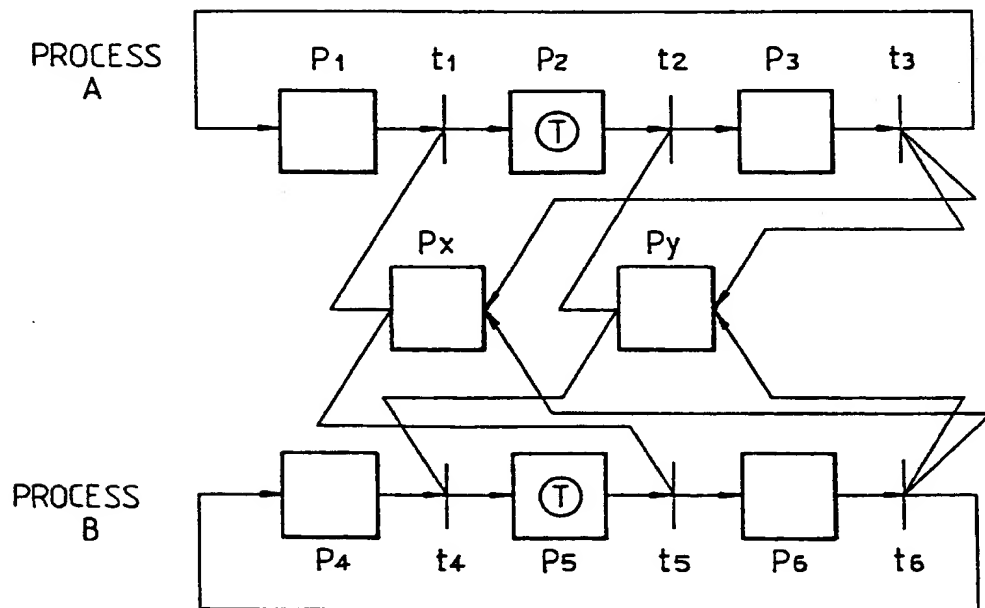 PROCESS
A
P1 t1 P2 t2 P3 t3
T
Px Py
PROCESS
B
T
P4 t4 P5 t5 P6 t6